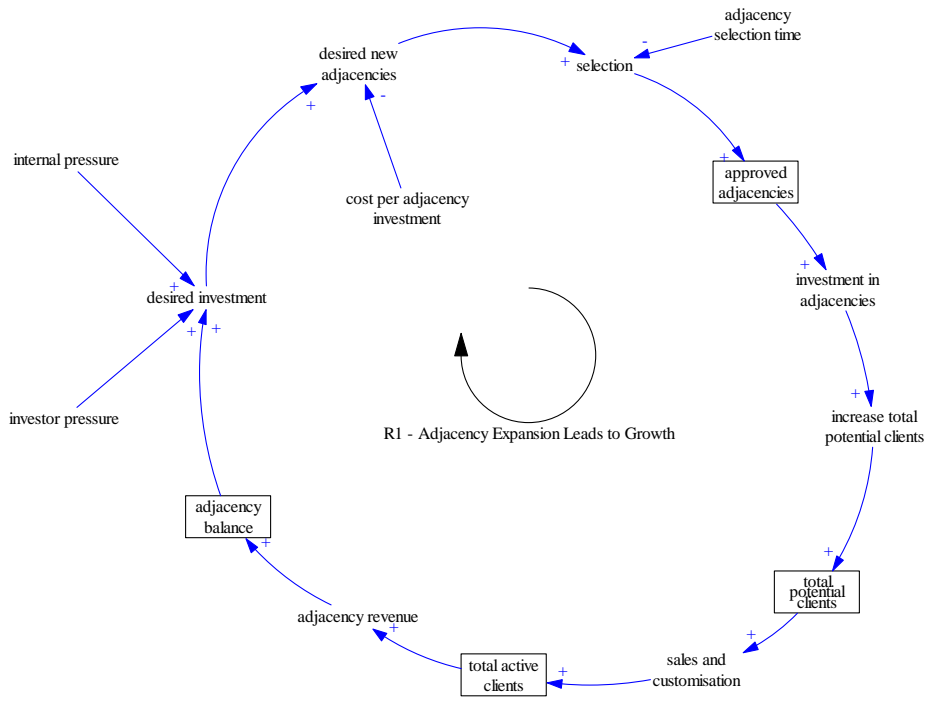 adjacency
selection time
-
+
selection
desired new
adjacencies
+
-
+
approved
adjacencies
internal pressure
cost per adjacency
investment
+
investment in
adjacencies
+
desired investment
+
+
+
increase total
potential clients
investor pressure
R1 - Adjacency Expansion Leads to Growth
adjacency
balance
+
+
total
potential
clients
+
adjacency revenue
+
sales and
customisation
+
total active
clients